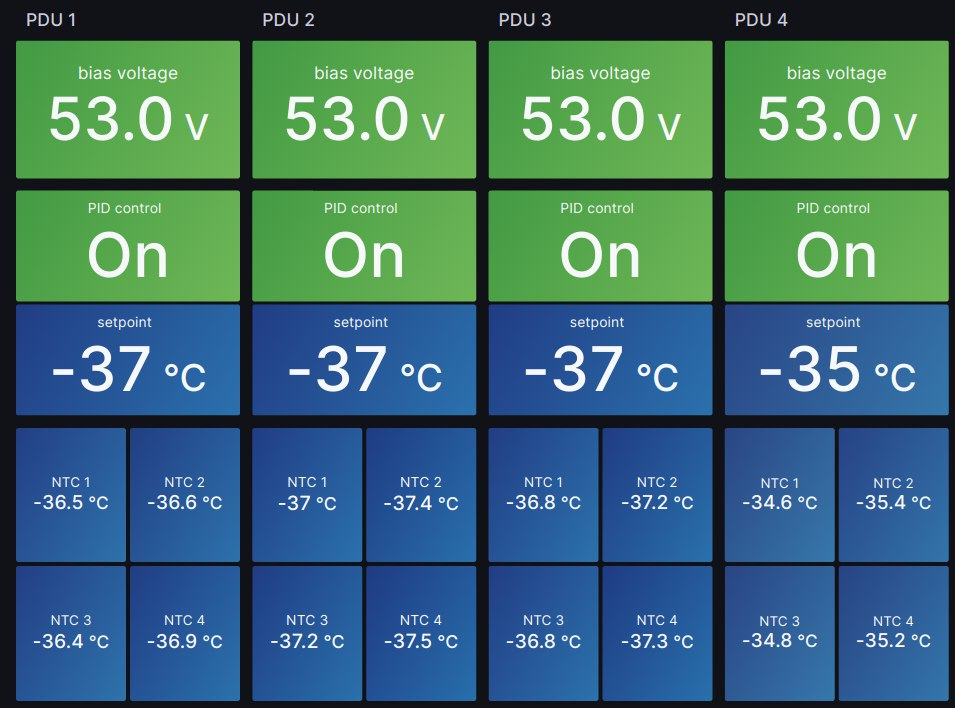 PDU 1
PDU 2
PDU 3
PDU 4
bias voltage
53.0 V
bias voltage
53.0 V
bias voltage
53.0 V
bias voltage
53.0 V
PID control
On
PID control
On
PID control
On
PID control
On
setpoint
-37 °C
setpoint
-37 °C
setpoint
-37 °C
setpoint
-35 °C
NTC 1
-36.5 °C
NTC 2
-36.6 °C
NTC 1
-37 °C
NTC 2
-37.4 °C
NTC 1
-36.8 °C
NTC 2
-37.2 °C
NTC 1
-34.6 °C
NTC 2
-35.4 °C
NTC 3
-36.4 °C
NTC 4
-36.9 °C
NTC 3
-37.2 °C
NTC 4
-37.5 °C
NTC 3
-36.8 °C
NTC 4
-37.3 °C
NTC 3
-34.8 °C
NTC 4
-35.2 °C